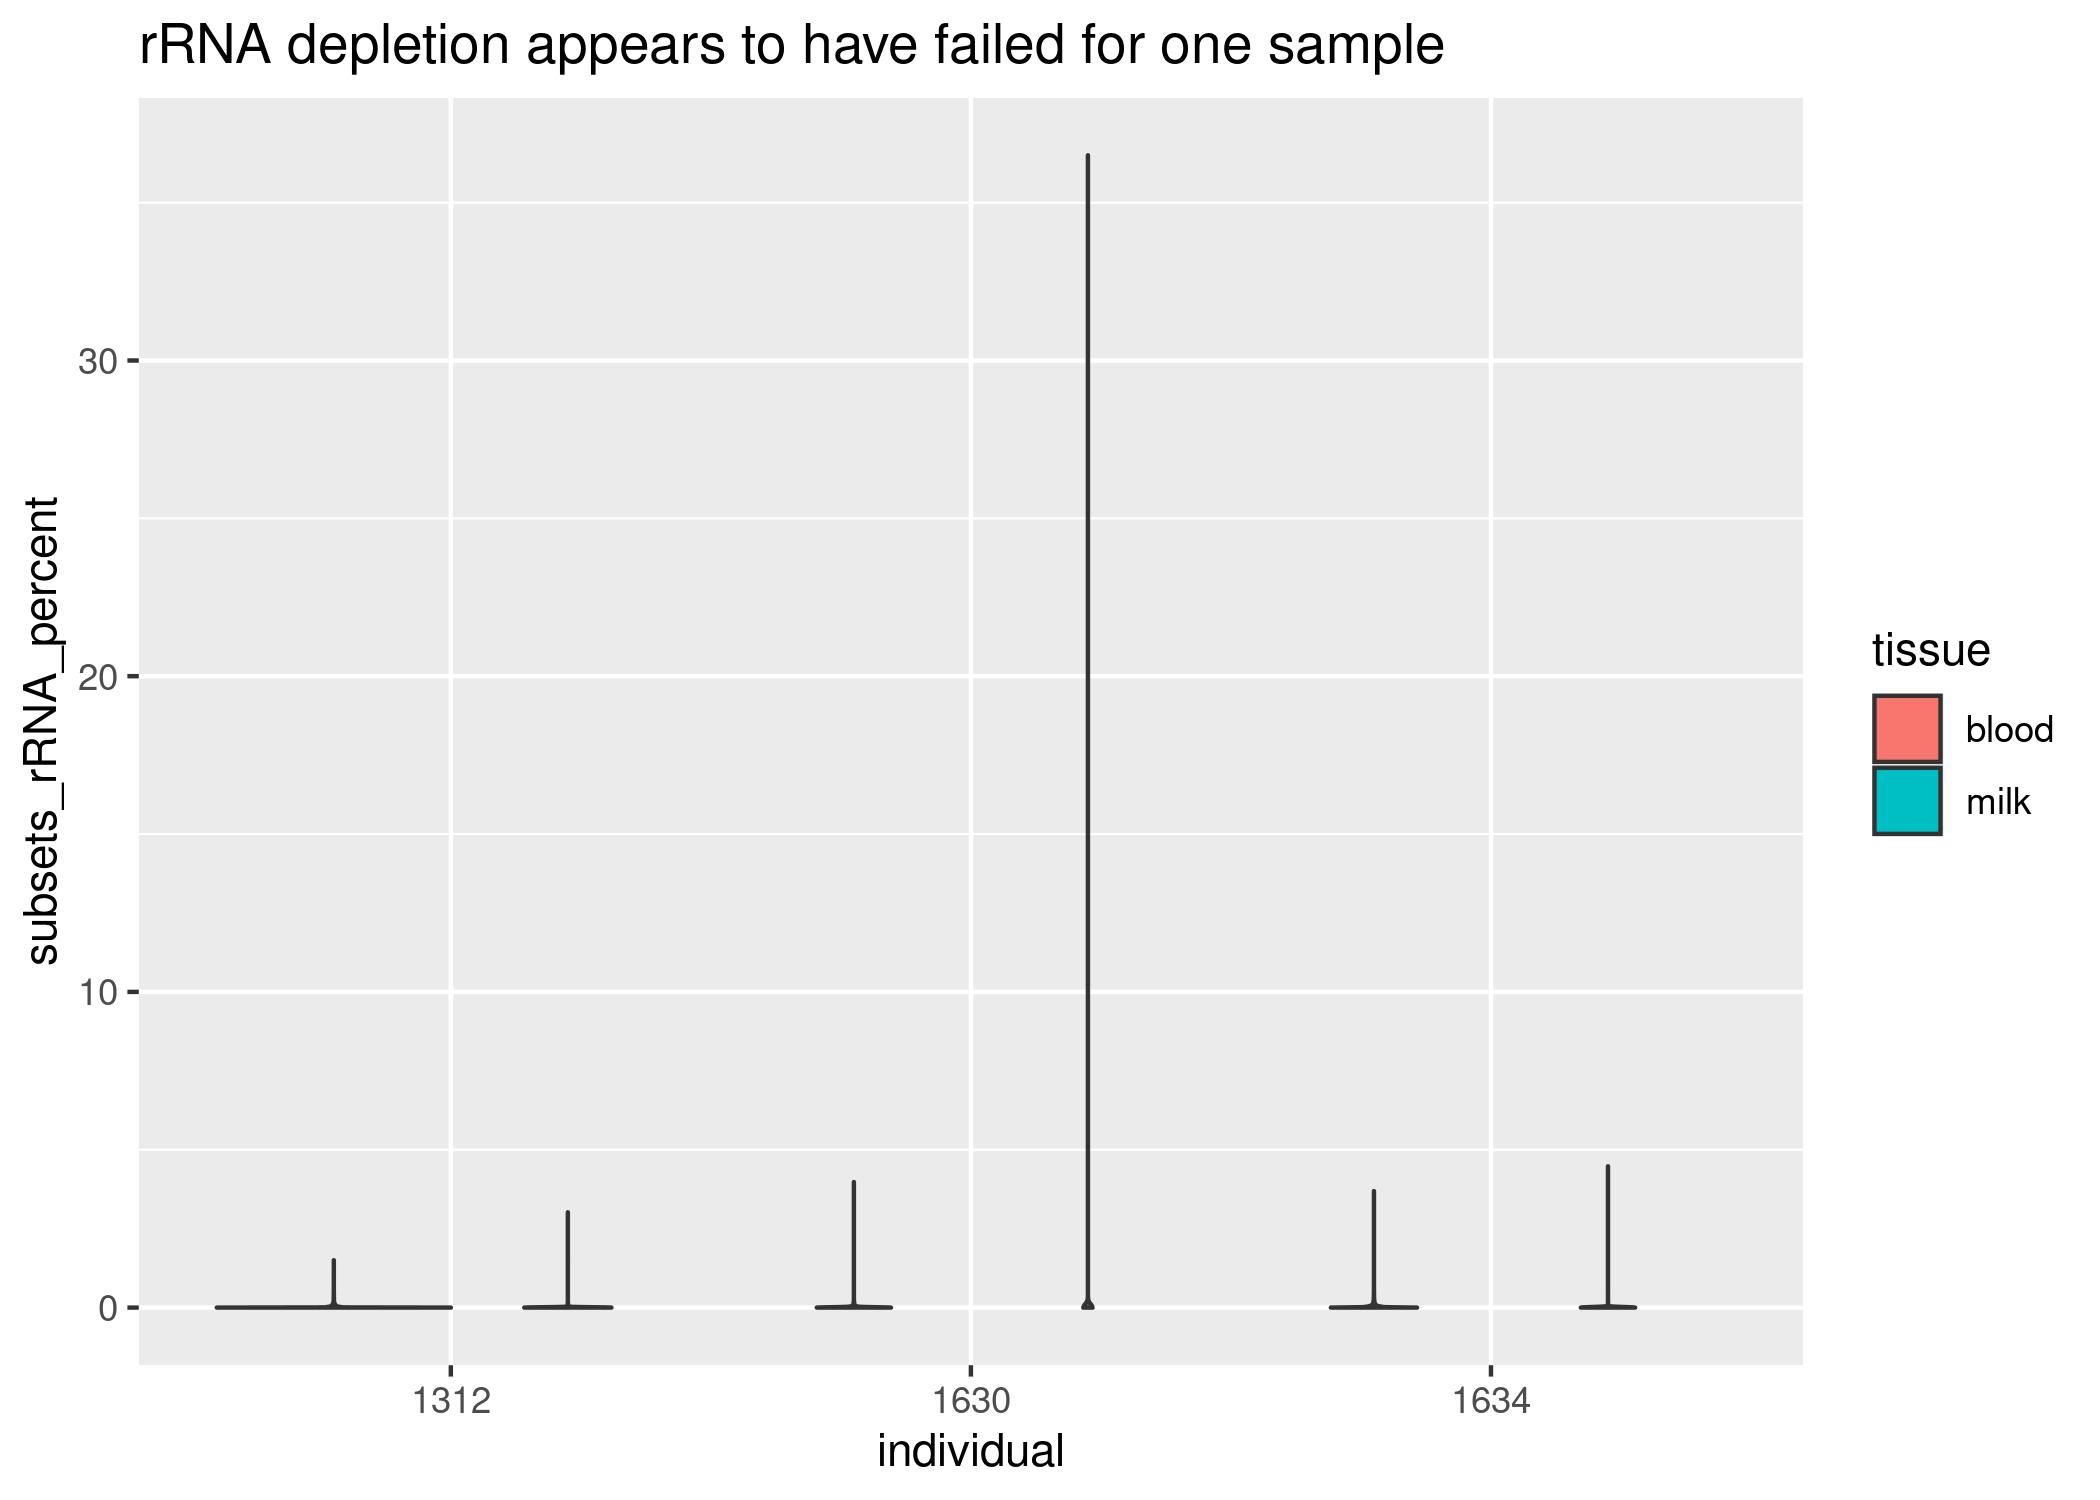 rRNA depletion appears to have failed for one sample
subsets_rRNA_percent
30
20
10
0
1312
1630
1634
individual
tissue
blood
milk